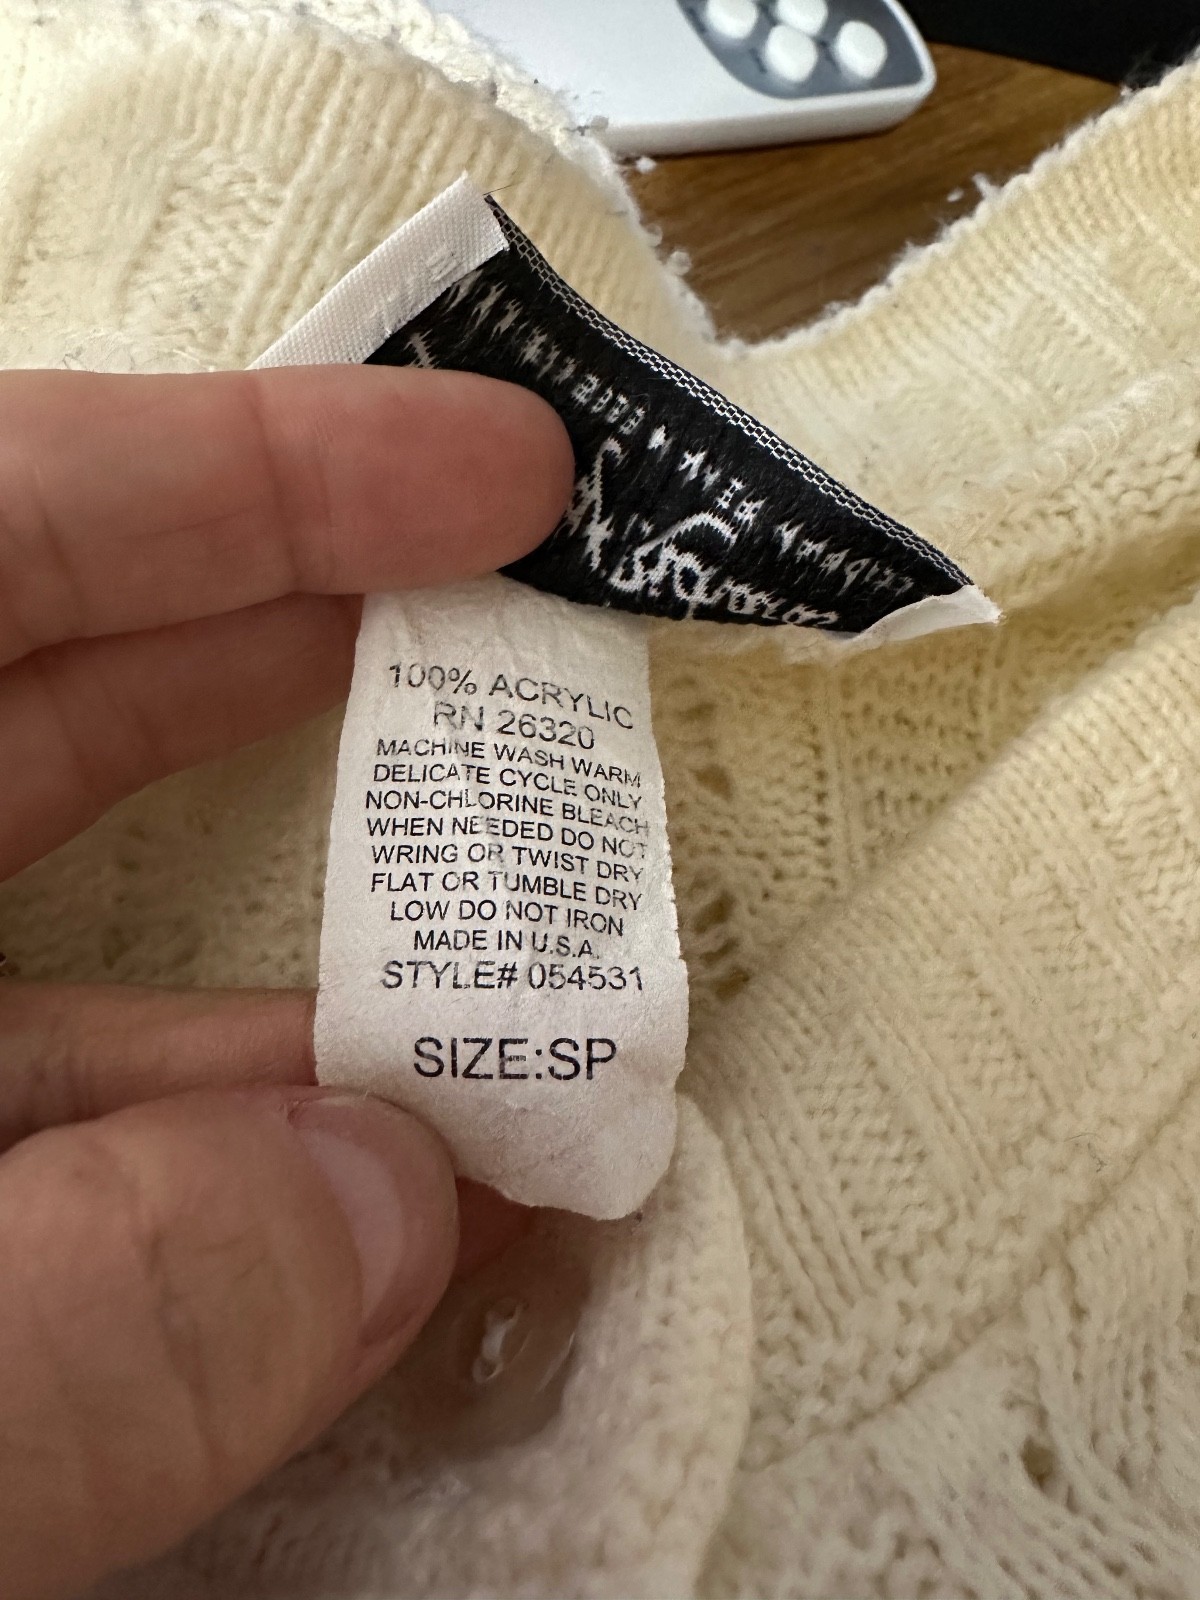 100% ACRYLIC
RN 26320
MACHINE WASH WARM
DELICATE CYCLE ONLY
NON-CHLORINE BLEACH
WHEN NEEDED DO NOT
WRING OR TWIST DRY
FLAT OR TUMBLE DRY
LOW DO NOT IRON
MADE IN U.S.A.
STYLE# 054531
SIZE:SP